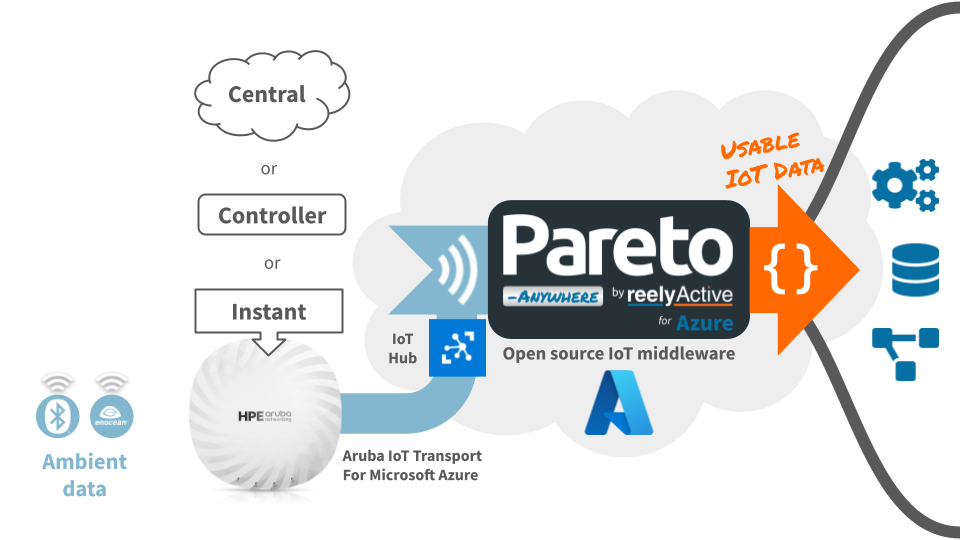 Central
or
Controller
or
Instant
HPE aruba
networking
enocean
Ambient
data
Aruba IoT Transport
For Microsoft Azure
IoT
Hub
Pareto
-ANYWHERE
by reelyActive
for Azure
Open source IoT middleware
USABLE
IOT DATA
{}